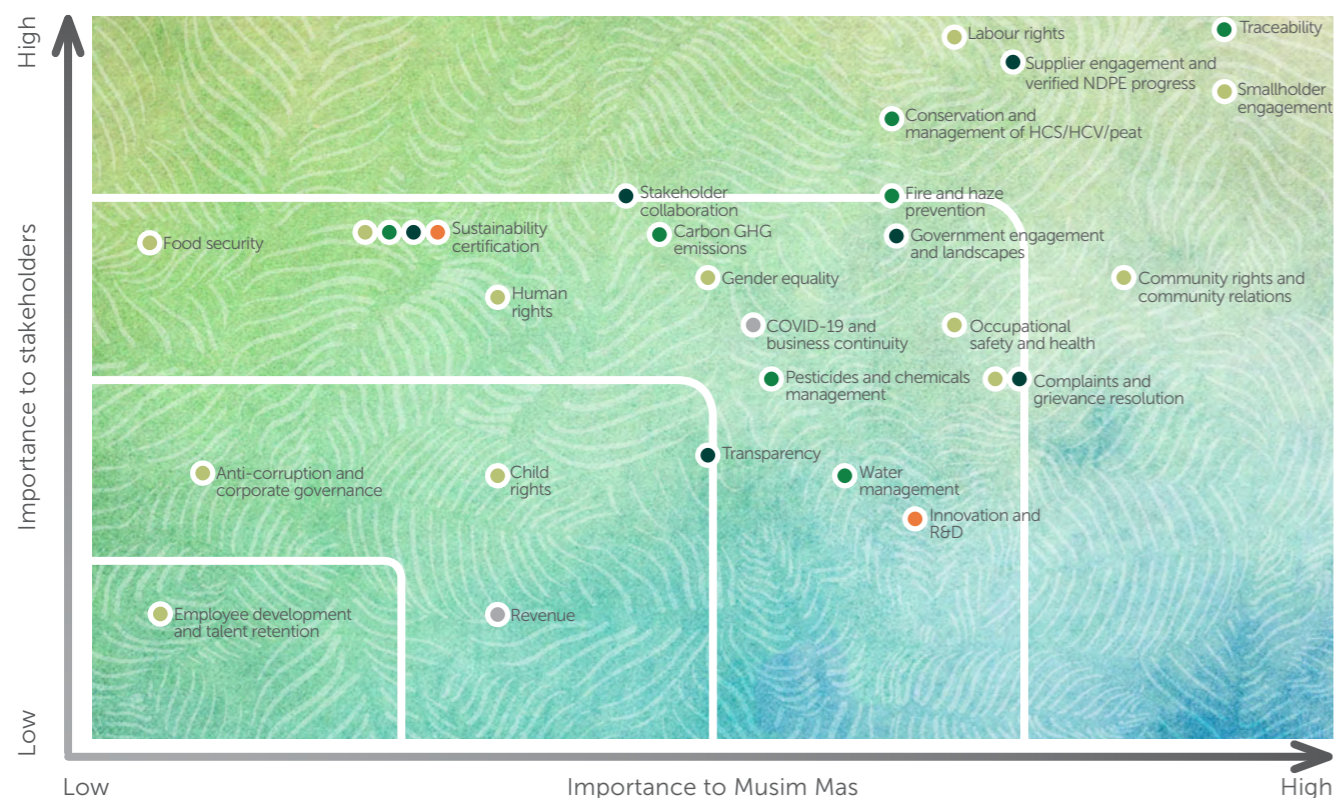 High
Importance to stakeholders
Low
Labour rights
Traceability
Supplier engagement and
verified NDPE progress
Smallholder
engagement
Conservation and
management of HCS/HCV/peat
Stakeholder
collaboration
Fire and haze
prevention
Food security
Sustainability
certification
Carbon GHG
emissions
Government engagement
and landscapes
Gender equality
Community rights and
community relations
Human
rights
COVID-19 and
business continuity
Occupational
safety and health
Pesticides and chemicals
management
Complaints and
grievance resolution
Transparency
Anti-corruption and
corporate governance
Child
rights
Water
management
Innovation and
R&D
Employee development
and talent retention
Revenue
Low
Importance to Musim Mas
High